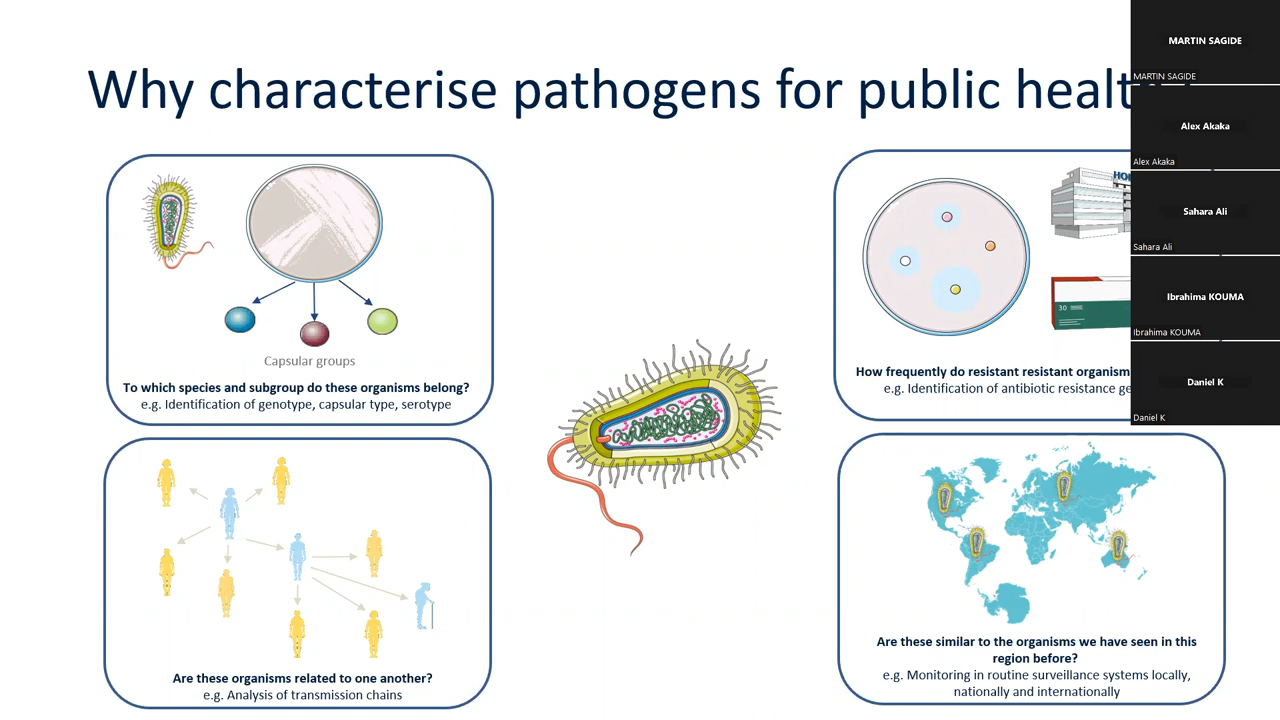 Why characterise pathogens for public health
Capsular groups
To which species and subgroup do these organisms belong?
e.g. Identification of genotype, capsular type, serotype
HO
30
How frequently do resistant resistant organism
e.g. Identification of antibiotic resistance ge
Are these organisms related to one another?
e.g. Analysis of transmission chains
Are these similar to the organisms we have seen in this
region before?
e.g. Monitoring in routine surveillance systems locally,
nationally and internationally
MARTIN SAGIDE
MARTIN SAGIDE
Alex Akaka
Alex Akaka
Sahara Ali
Sahara Ali
Ibrahima KOUMA
Ibrahima KOUMA
Daniel K
Daniel K